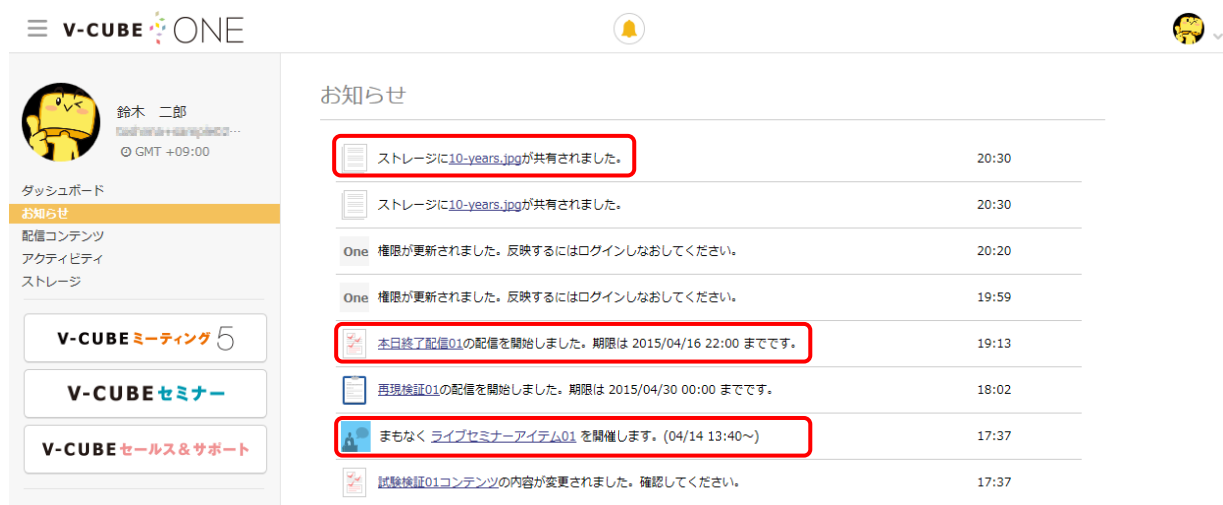 V-CUBE ONE
鈴木 二郎
GMT +09:00
ダッシュボード
お知らせ
配信コンテンツ
アクティビティ
ストレージ
V-CUBE ミーティング 5
V-CUBE セミナー
V-CUBE セールス&サポート
お知らせ
ストレージに10-years.jpgが共有されました。 20:30
ストレージに10-years.jpgが共有されました。 20:30
One 権限が更新されました。反映するにはログインしなおしてください。 20:20
One 権限が更新されました。反映するにはログインしなおしてください。 19:59
本日終了配信01の配信を開始しました。期限は 2015/04/16 22:00 までです。 19:13
再現検証01の配信を開始しました。期限は 2015/04/30 00:00 までです。 18:02
まもなく ライブセミナーアイテム01 を開催します。(04/14 13:40~) 17:37
試験検証01コンテンツの内容が変更されました。確認してください。 17:37